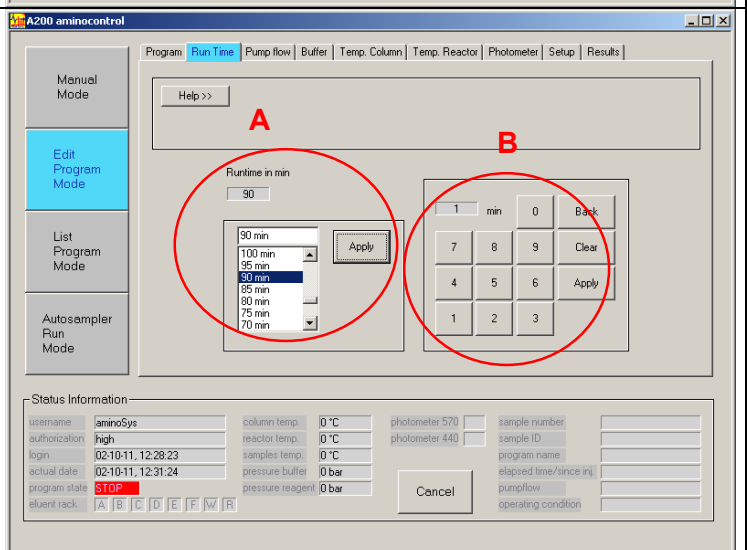 A200 aminocontrol
Program Run Time Pump flow Buffer Temp. Column Temp. Reactor Photometer Setup Results
Manual
Mode
Edit
Program
Mode
List
Program
Mode
Autosampler
Run
Mode
Help >>
A
B
Runtime in min
90
90 min
100 min
95 min
90 min
85 min
80 min
75 min
70 min
Apply
1 min 0 Back
7 8 9 Clear
4 5 6 Apply
1 2 3
Status Information
username aminoSys column temp. 0 °C photometer 570 sample number
authorization high reactor temp. 0 °C photometer 440 sample ID
login 02-10-11, 12:28:23 samples temp. 0 °C program name
actual date 02-10-11, 12:31:24 pressure buffer 0 bar elapsed time/since inj.
program state STOP pressure reagent 0 bar Cancel pumpflow
eluent rack A B C D E F W R operating condition